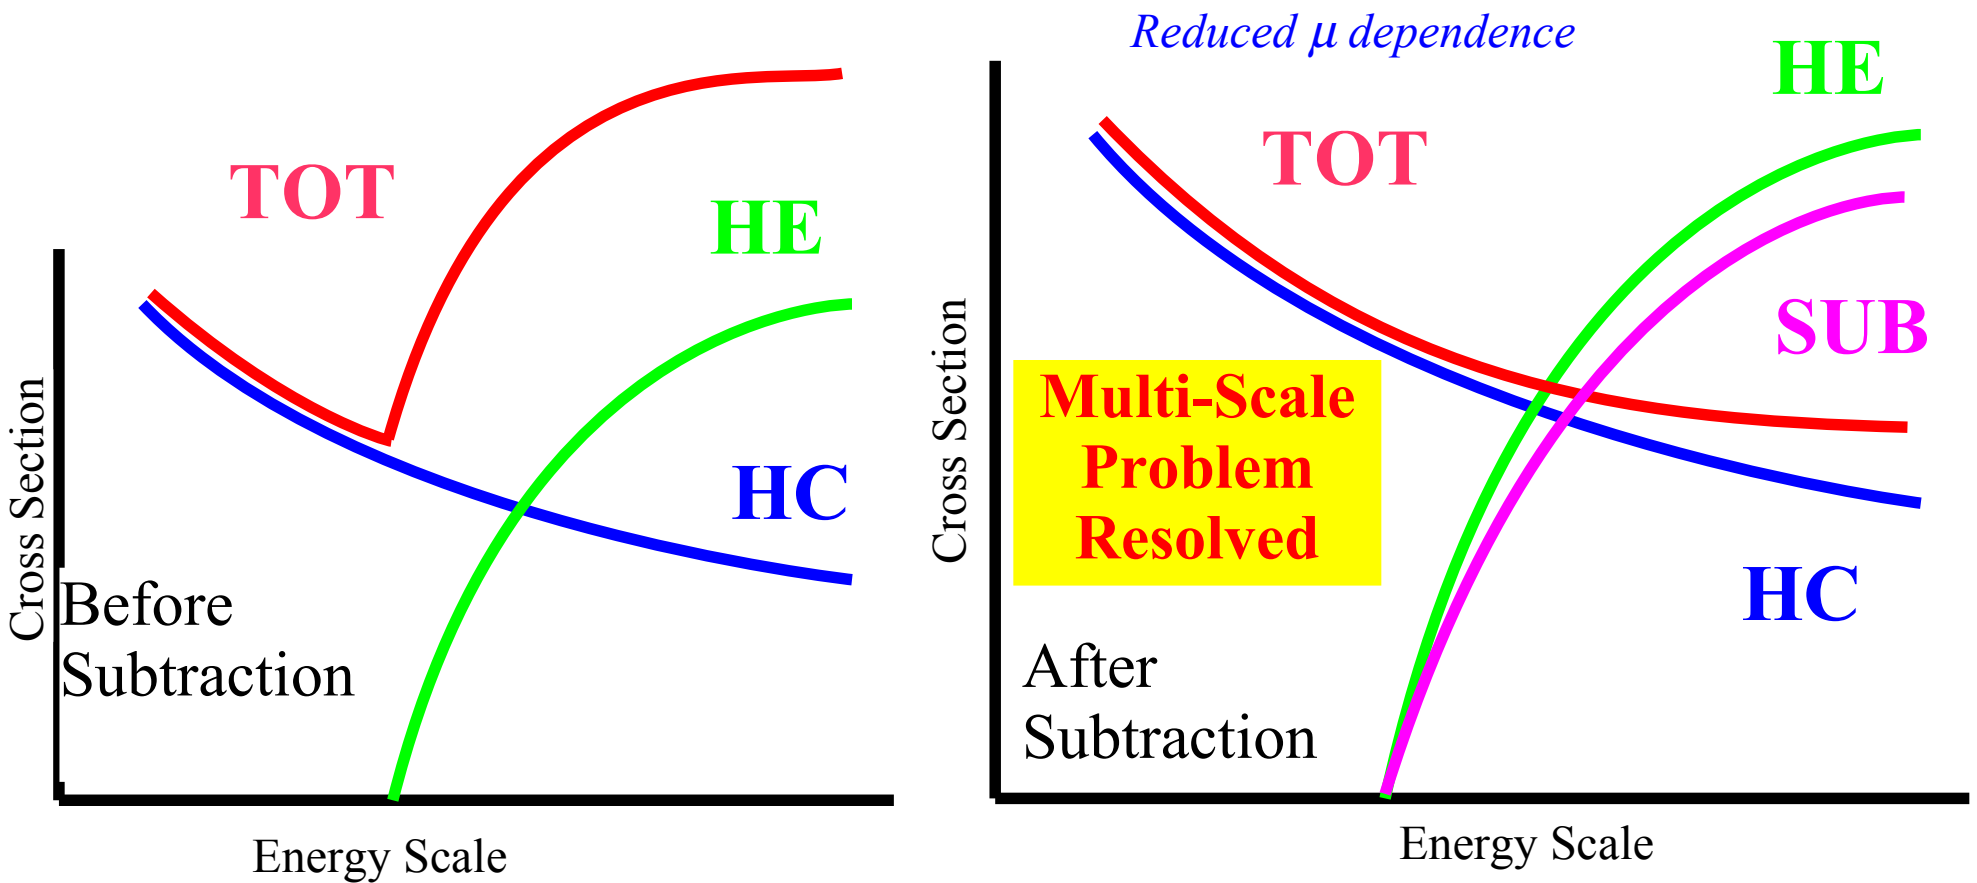 TOT
HE
HC
Cross Section
Before
Subtraction
Energy Scale
Reduced μ dependence
HE
TOT
SUB
Cross Section
Multi-Scale
Problem
Resolved
HC
After
Subtraction
Energy Scale